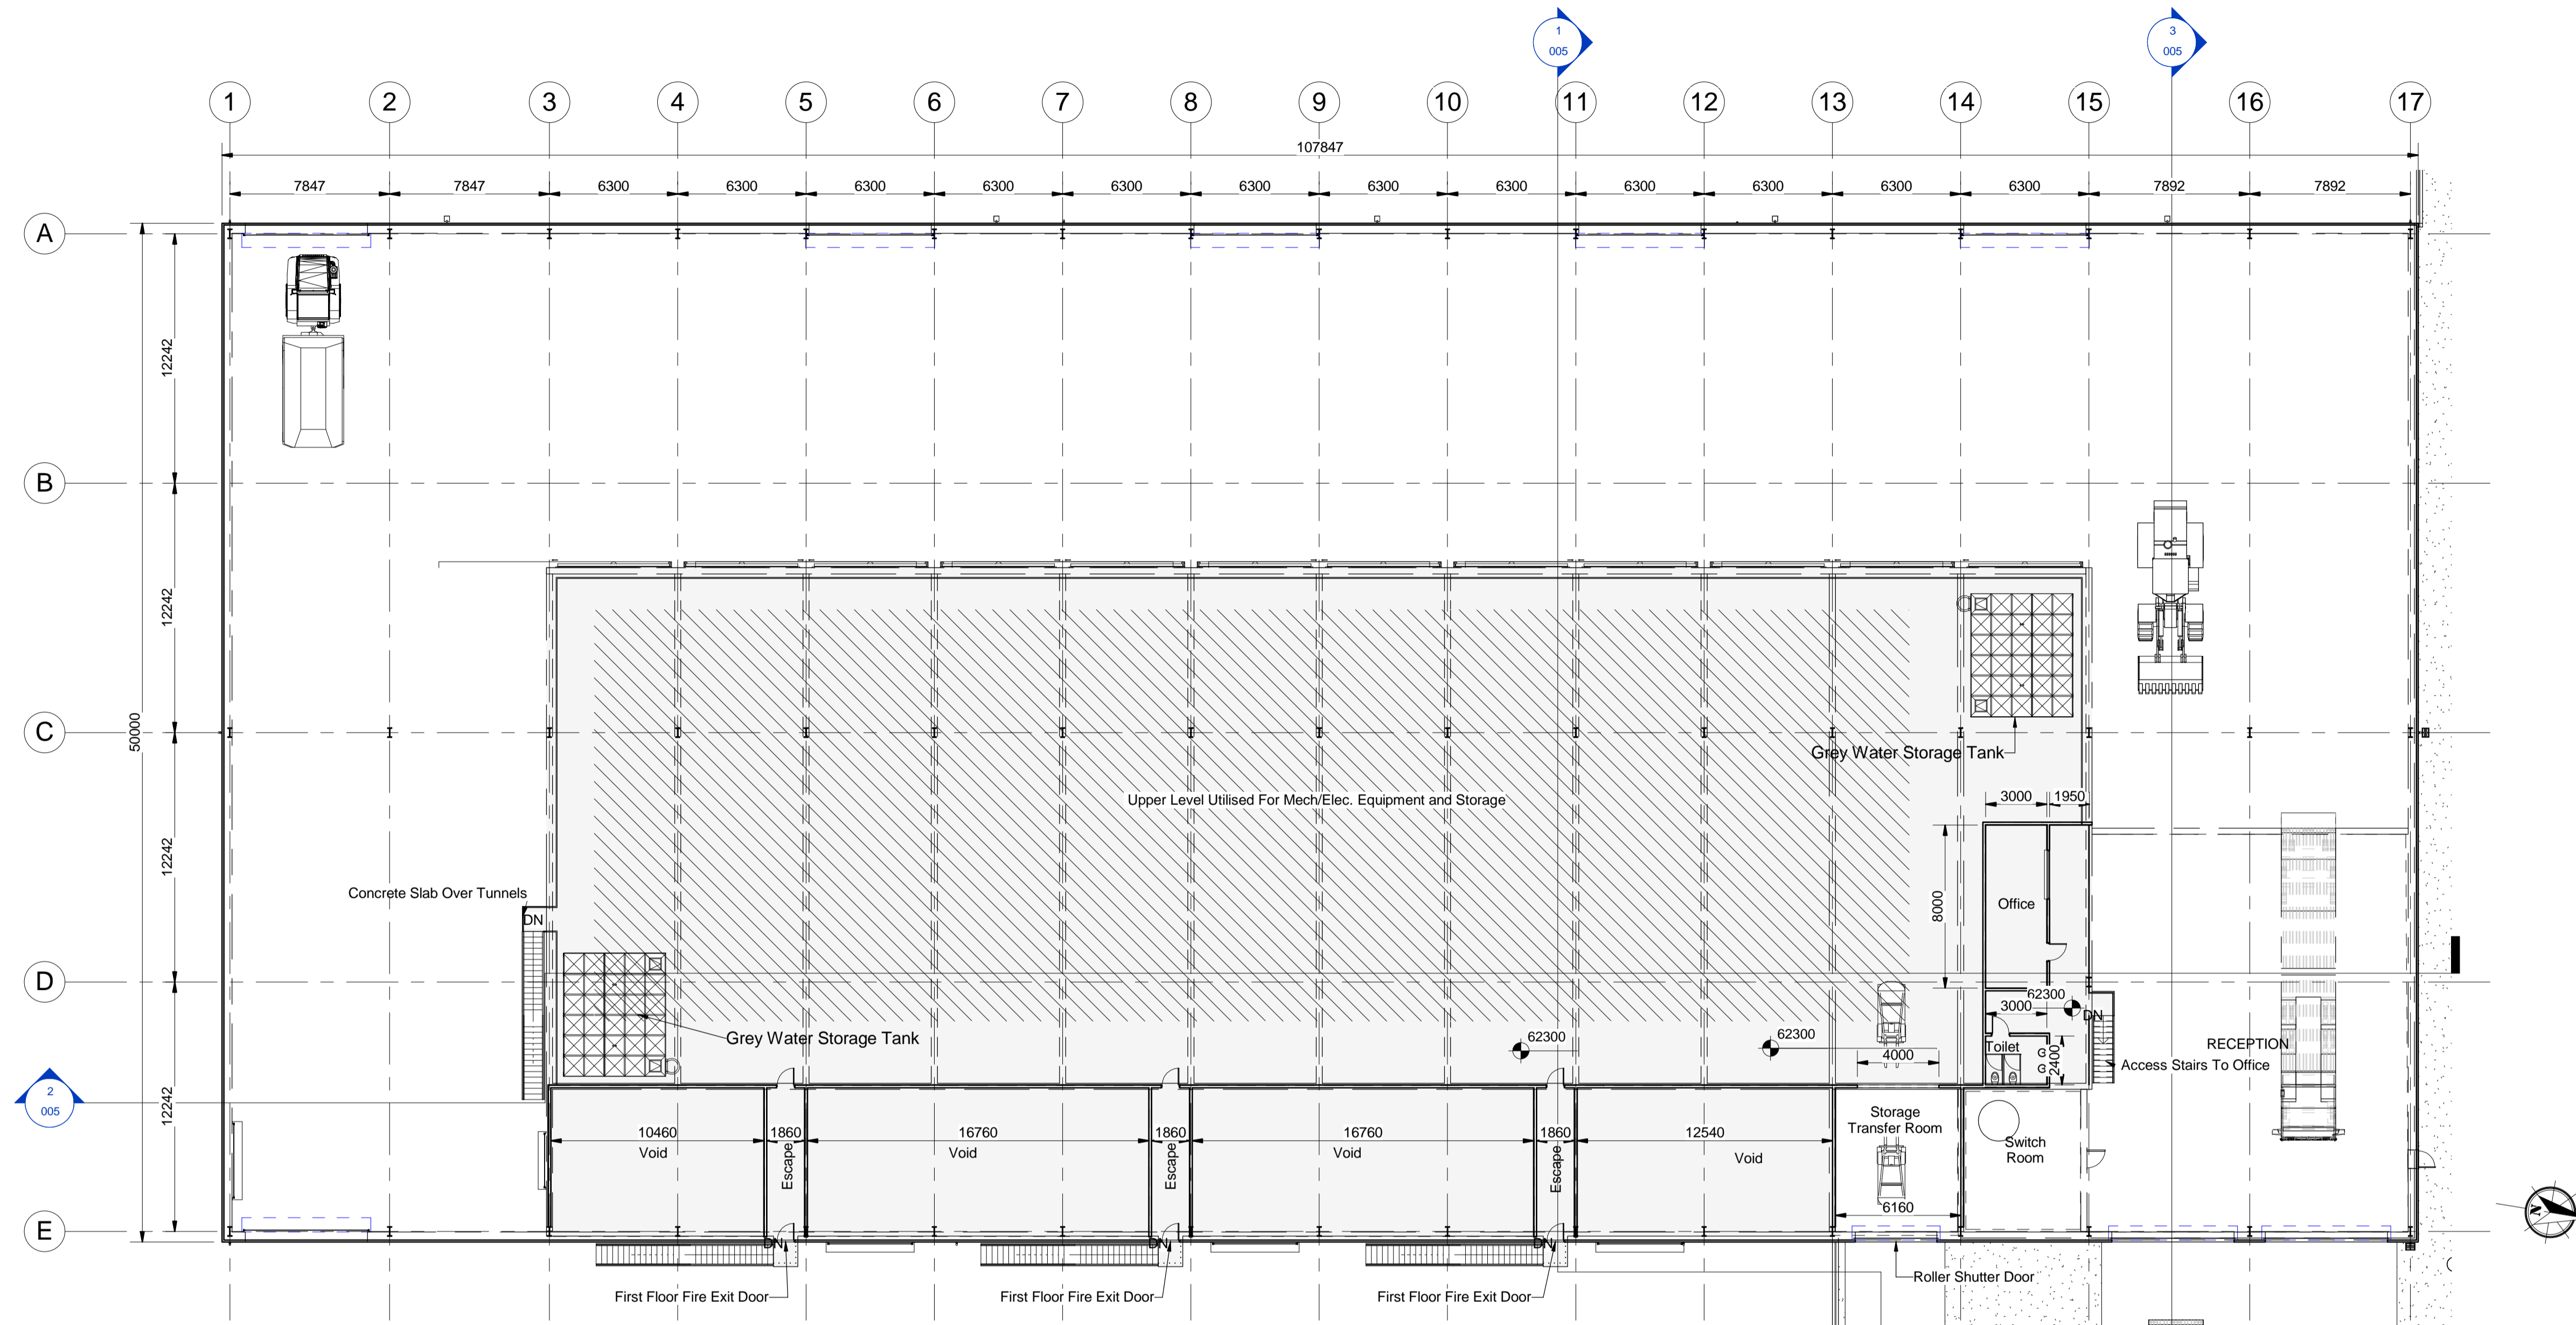 1
005
3
005
1 2 3 4 5 6 7 8 9 10 11 12 13 14 15 16 17
107847
7847 7847 6300 6300 6300 6300 6300 6300 6300 6300 6300 6300 6300 6300 7892 7892
A
12242
B
12242
C
50000
Grey Water Storage Tank
Upper Level Utilised For Mech/Elec. Equipment and Storage
3000 1950
12242
Concrete Slab Over Tunnels
DN
8000
Office
D
62300
3000
DN
Grey Water Storage Tank
62300
62300
4000
Toilet
2400
RECEPTION
Access Stairs To Office
2
005
12242
10460 1860 16760 1860 16760 1860 12540
Void
Escape
Void
Escape
Void
Escape
Void
Storage
Transfer Room
Switch
Room
6160
N
E
DN
DN
DN
Roller Shutter Door
First Floor Fire Exit Door
First Floor Fire Exit Door
First Floor Fire Exit Door